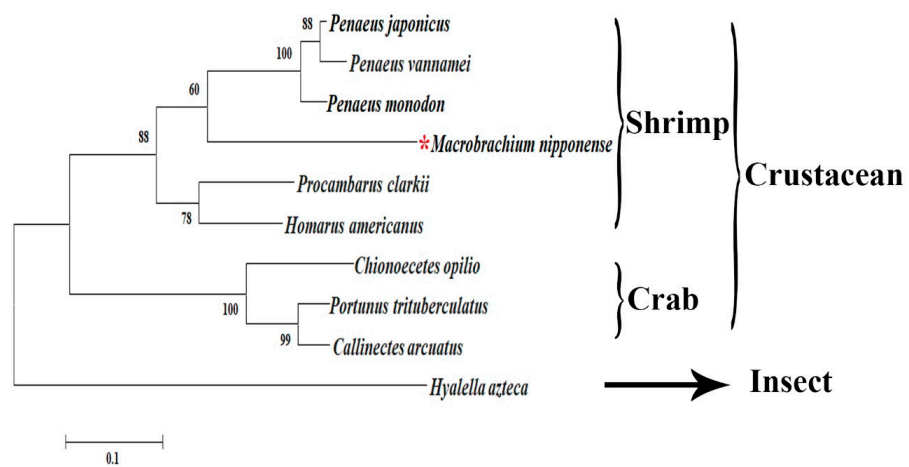 88
Penaeus japonicus
Penaeus vannamei
100
Penaeus monodon
60
*Macrobrachium nipponense
88
Procambarus clarkii
78
Homarus americanus
Shrimp
Crustacean
Chionoecetes opilio
100
Portunus trituberculatus
99
Callinectes arcuatus
Crab
Hyalella azteca
Insect
0.1